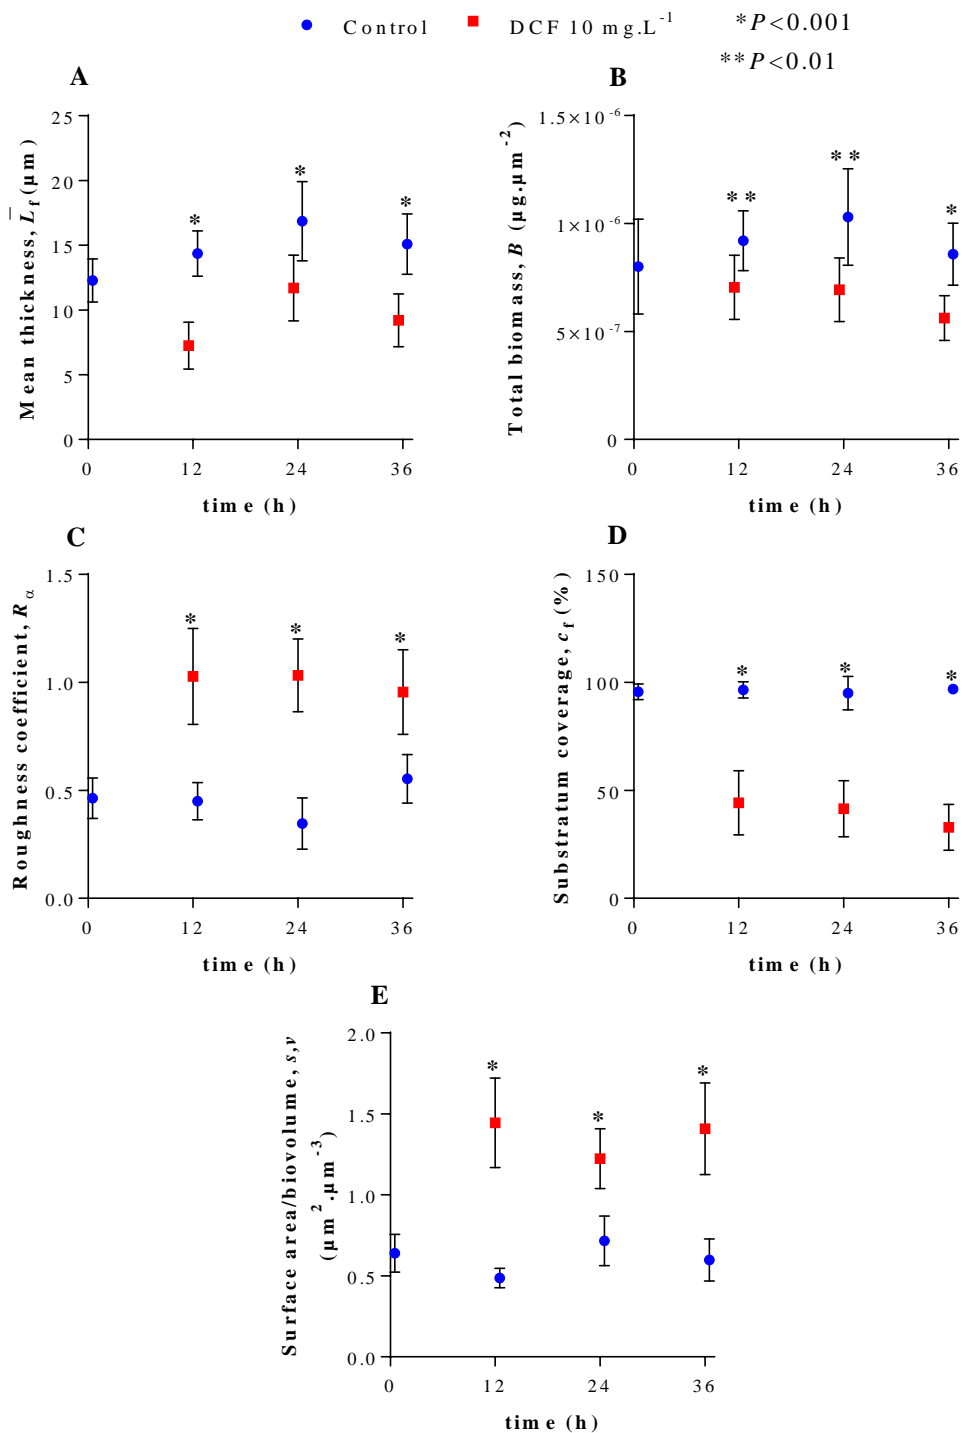 Control DCF 10 mg.L⁻¹ *P<0.001
**P<0.01
A
Mean thickness, L̅f (µm)
25
20
15
10
5
0
* * *
0 12 24 36
time (h)
B
Total biomass, B (µg.µm⁻²)
1.5×10⁻⁶
1×10⁻⁶
5×10⁻⁷
0
** ** *
0 12 24 36
time (h)
C
Roughness coefficient, Rα
1.5
1.0
0.5
0.0
* * *
0 12 24 36
time (h)
D
Substratum coverage, cf (%)
150
100
50
0
* * *
0 12 24 36
time (h)
E
Surface area/biovolume, s,v
(µm².µm⁻³)
2.0
1.5
1.0
0.5
0.0
* * *
0 12 24 36
time (h)